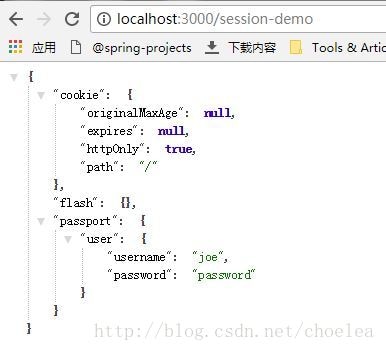 localhost:3000/session-demo
应用 @spring-projects 下载内容 Tools & Artic
{
"cookie": {
"originalMaxAge": null,
"expires": null,
"httpOnly": true,
"path": "/"
},
"flash": {},
"passport": {
"user": {
"username": "joe",
"password": "password"
}
}
}
http://blog.csdn.net/choelea